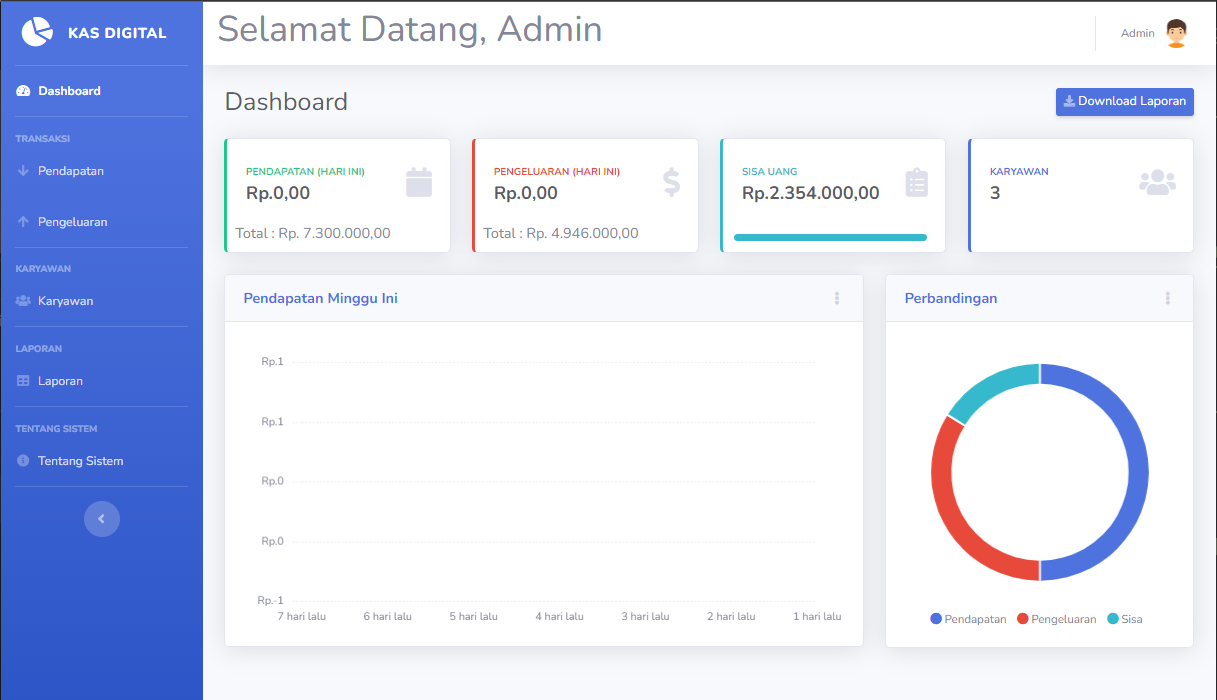 KAS DIGITAL
Selamat Datang, Admin
Admin
Dashboard
TRANSAKSI
Pendapatan
Pengeluaran
KARYAWAN
Karyawan
LAPORAN
Laporan
TENTANG SISTEM
Tentang Sistem
Dashboard
Download Laporan
PENDAPATAN (HARI INI)
Rp.0,00
Total : Rp. 7.300.000,00
PENGELUARAN (HARI INI)
Rp.0,00
Total : Rp. 4.946.000,00
SISA UANG
Rp.2.354.000,00
KARYAWAN
3
Pendapatan Minggu Ini
Rp.1
Rp.1
Rp.0
Rp.0
Rp.-1
7 hari lalu 6 hari lalu 5 hari lalu 4 hari lalu 3 hari lalu 2 hari lalu 1 hari lalu
Perbandingan
Pendapatan Pengeluaran Sisa